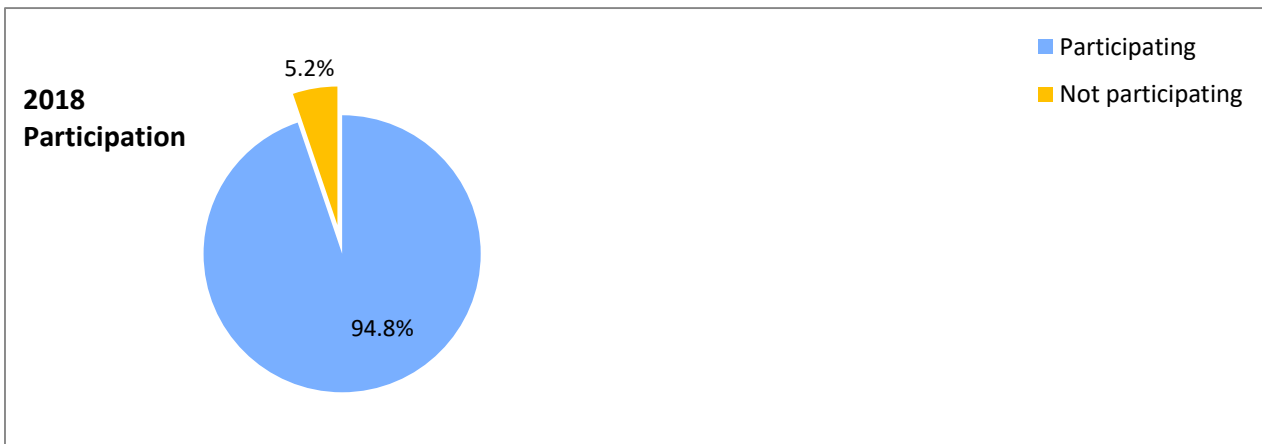 2018
Participation
5.2%
94.8%
Participating
Not participating